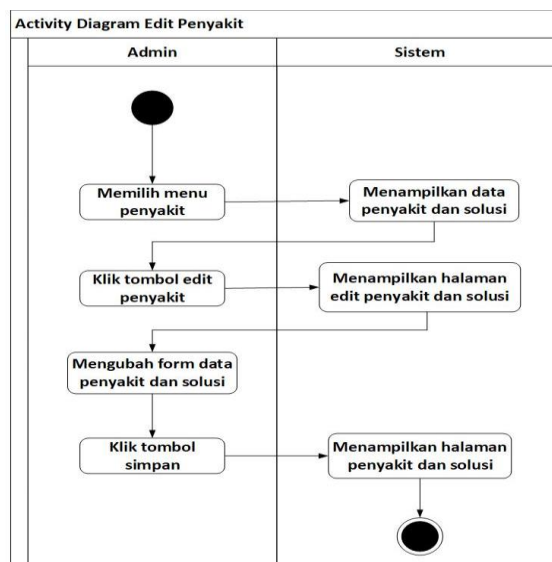 Activity Diagram Edit Penyakit
Admin
Sistem
Memilih menu
penyakit
Menampilkan data
penyakit dan solusi
Klik tombol edit
penyakit
Menampilkan halaman
edit penyakit dan solusi
Mengubah form data
penyakit dan solusi
Klik tombol
simpan
Menampilkan halaman
penyakit dan solusi